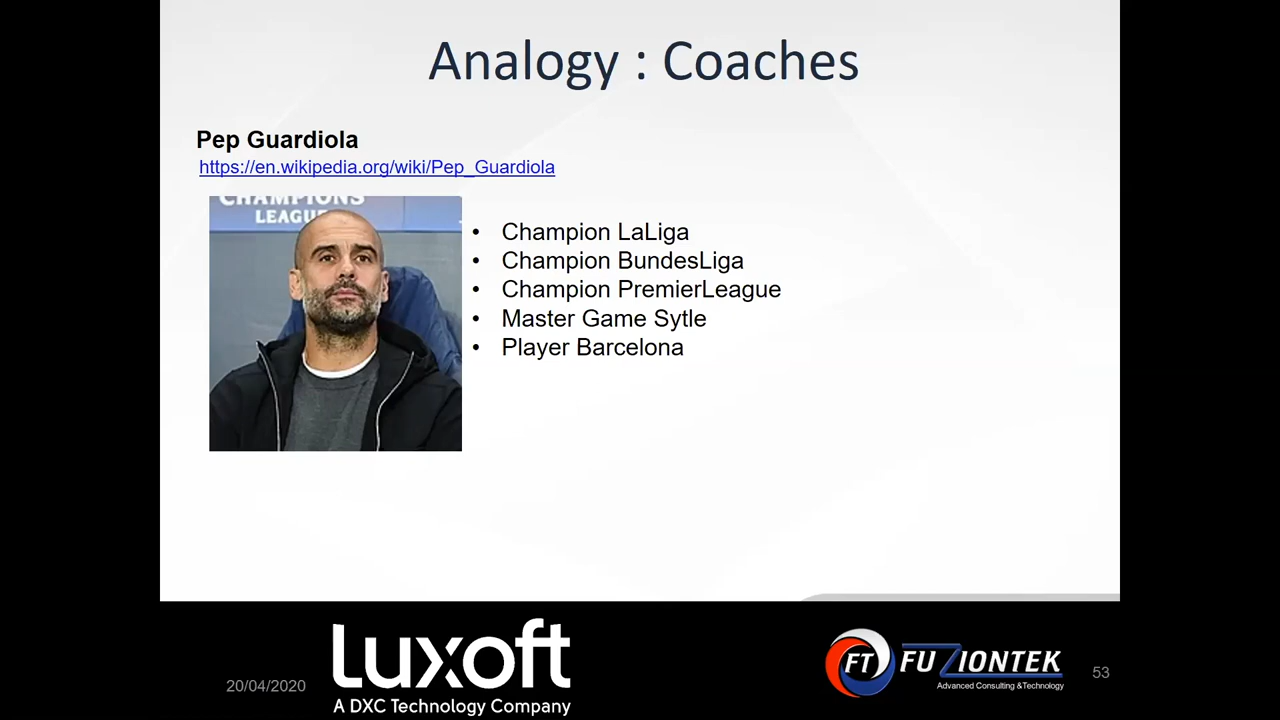 Analogy : Coaches
Pep Guardiola
https://en.wikipedia.org/wiki/Pep_Guardiola
CHAMPIONS
LEAGUE
• Champion LaLiga
• Champion BundesLiga
• Champion PremierLeague
• Master Game Sytle
• Player Barcelona
20/04/2020
Luxoft
A DXC Technology Company
FT FUZIONTEK
Advanced Consulting &Technology
53